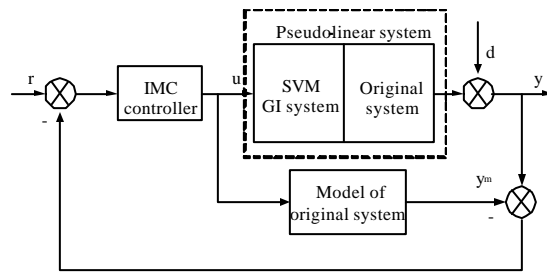 Pseudo-linear system
d
r
IMC
controller
u
SVM
GI system
Original
system
y
-
Model of
original system
ym
-